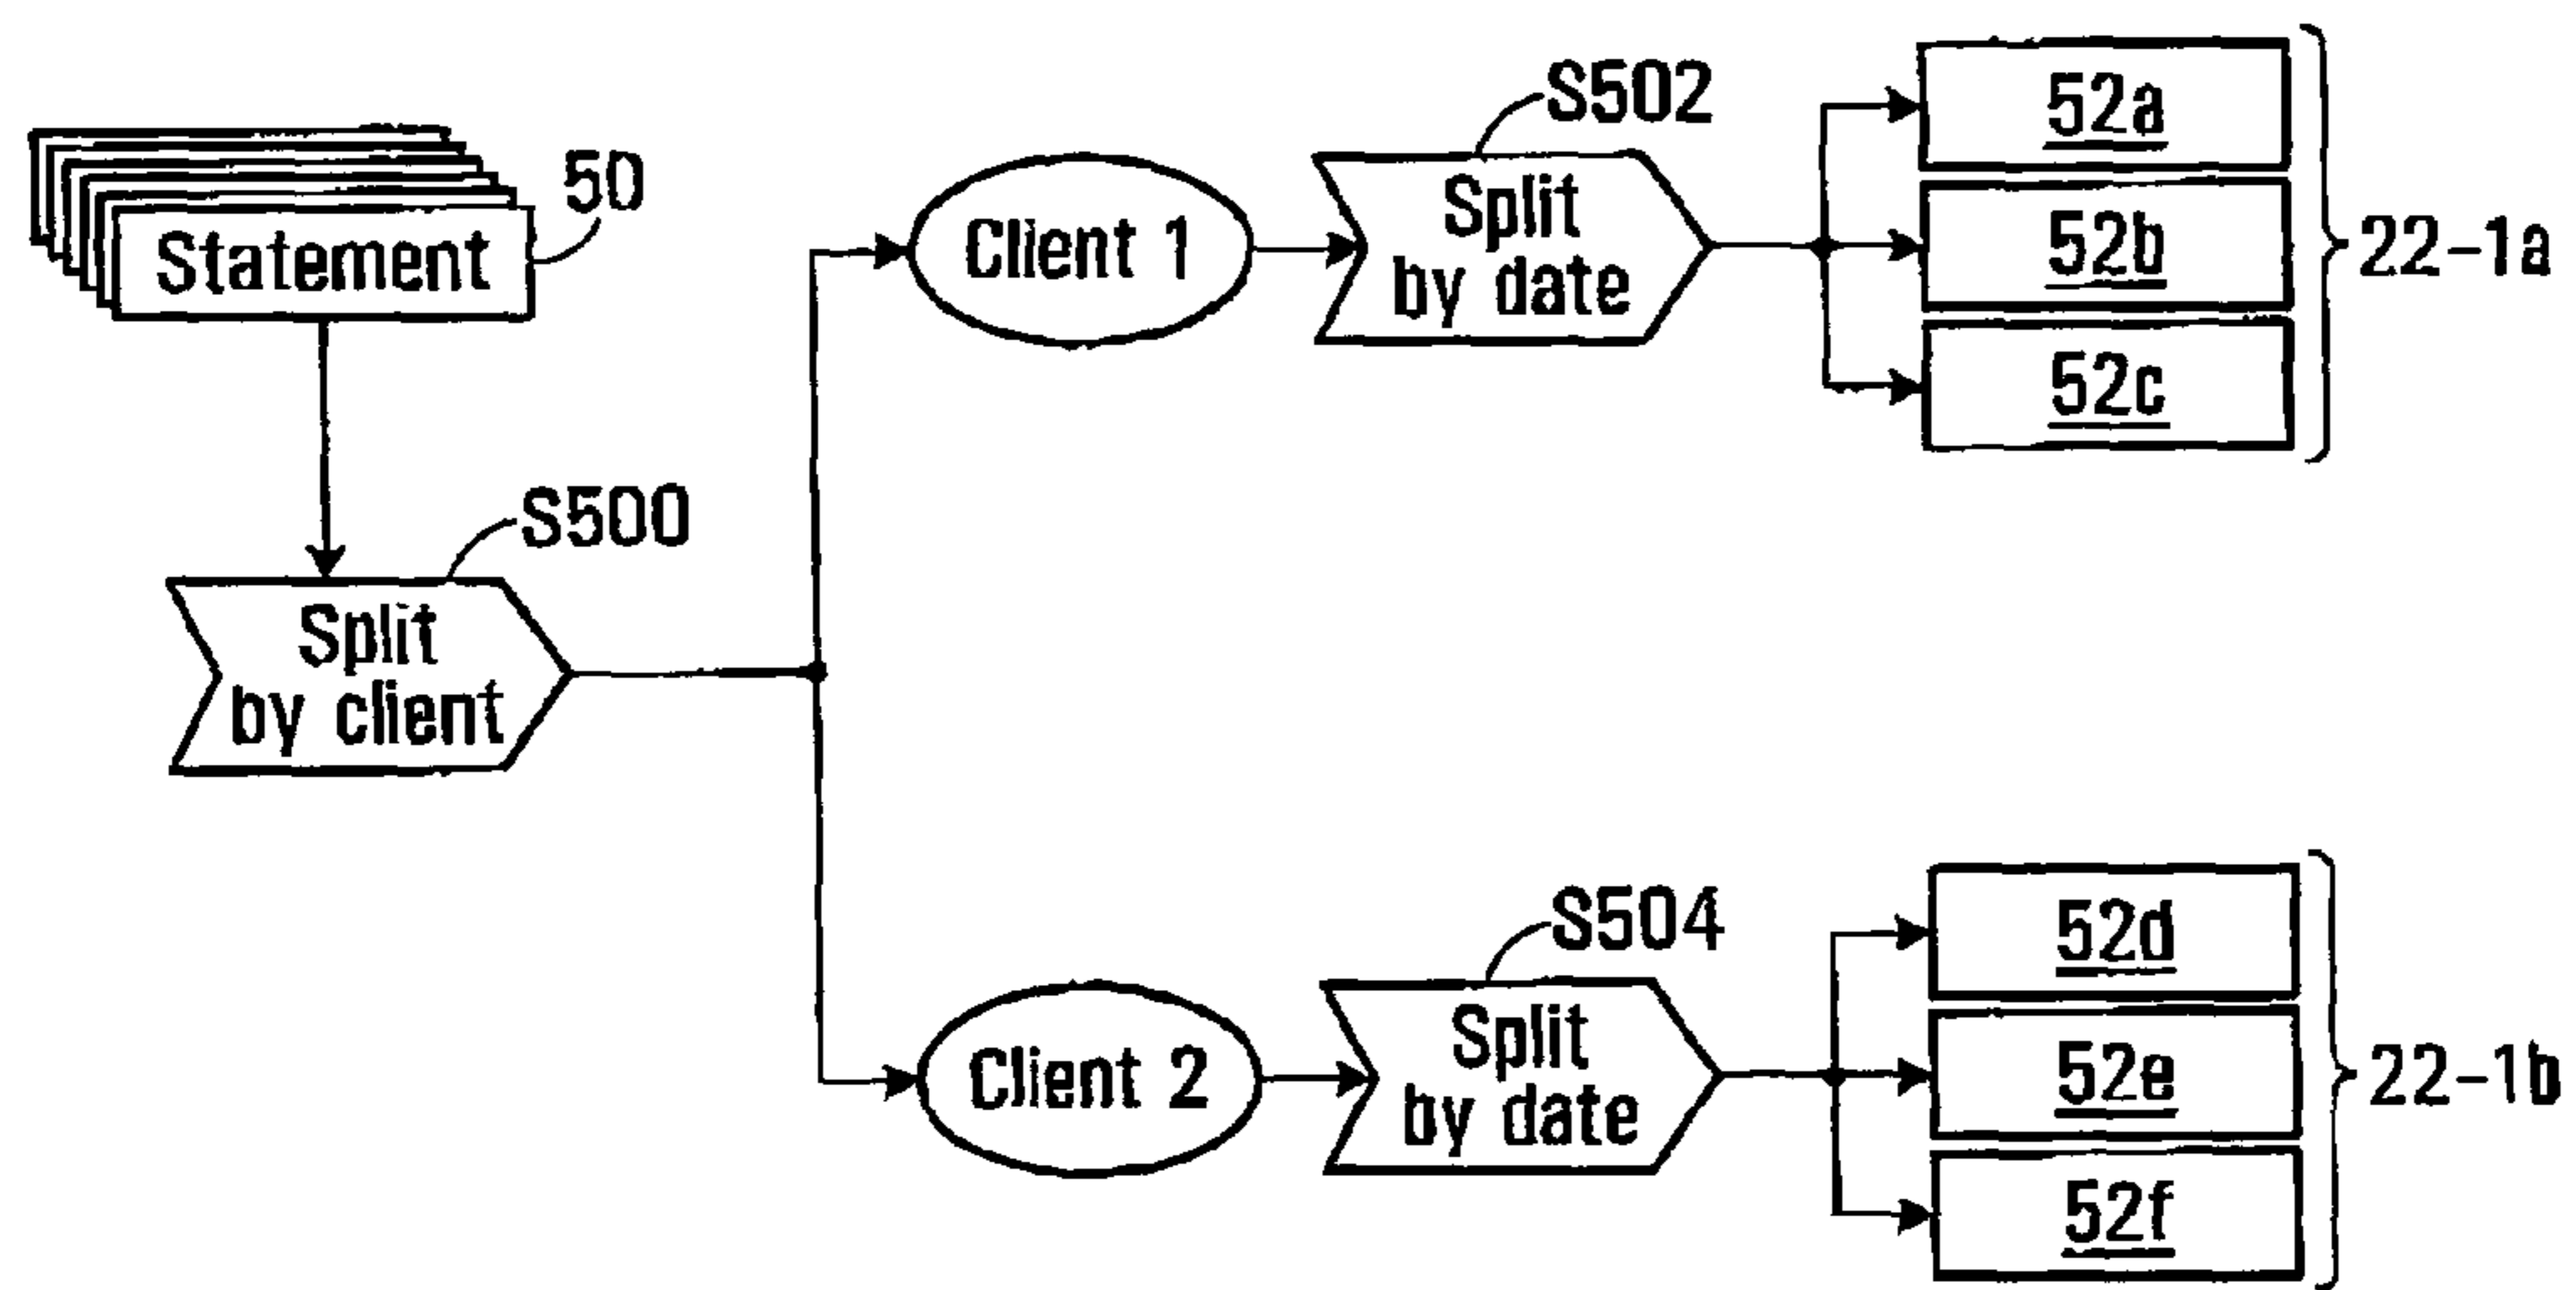 50
Statement
S500
Split
by client
Client 1
S502
Split
by date
52a
52b
52c
22-1a
Client 2
S504
Split
by date
52d
52e
52f
22-1b